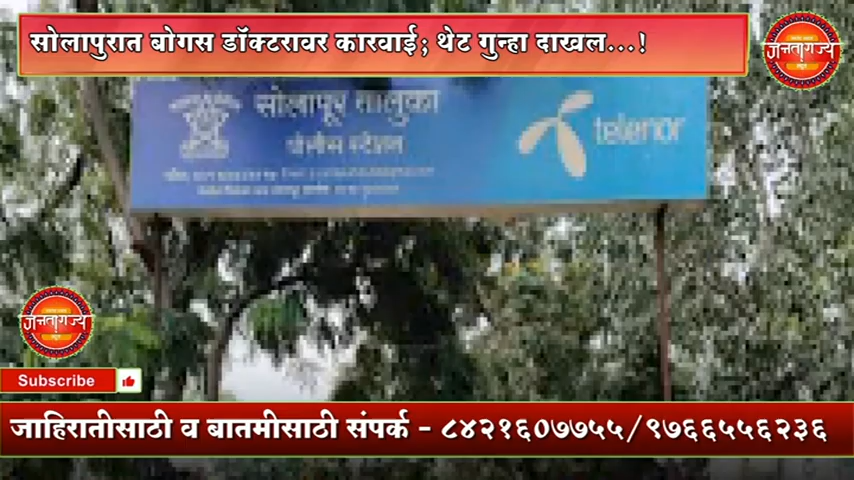 सोलापुरात बोगस डॉक्टरावर कारवाई; थेट गुन्हा दाखल...!
जनताराज्य
सोलापूर तालुका
पोलीस स्टेशन
telenor
जनताराज्य
Subscribe
जाहिरातीसाठी व बातमीसाठी संपर्क - ८४२१६०७७५५/९७६६५५६२३६